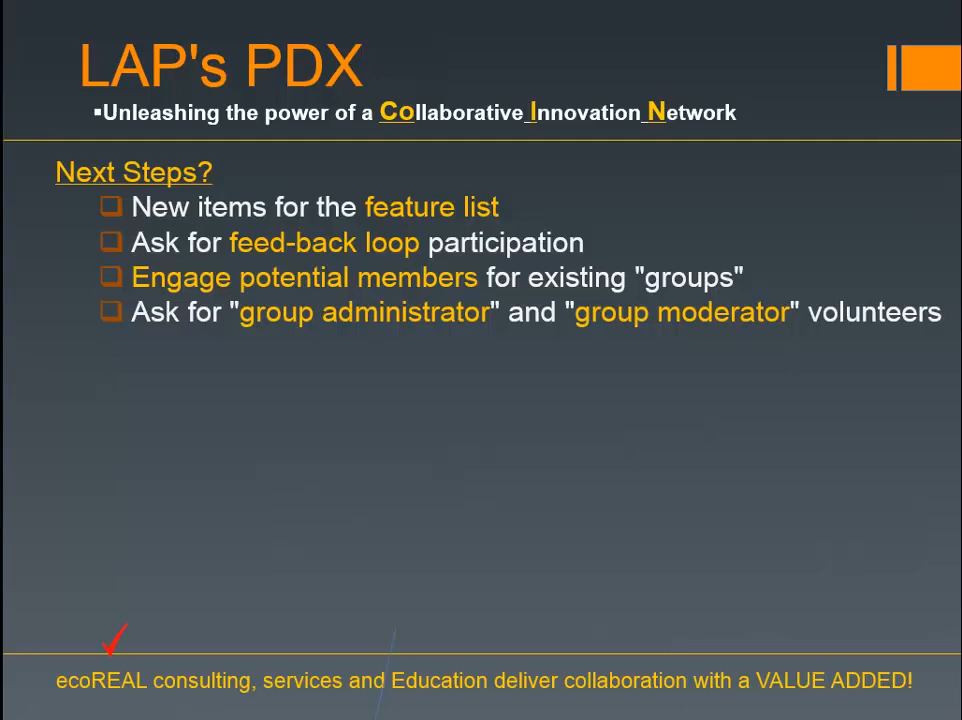 LAP's PDX
▪Unleashing the power of a Collaborative Innovation Network
Next Steps?
❑ New items for the feature list
❑ Ask for feed-back loop participation
❑ Engage potential members for existing "groups"
❑ Ask for "group administrator" and "group moderator" volunteers
ecoREAL consulting, services and Education deliver collaboration with a VALUE ADDED!